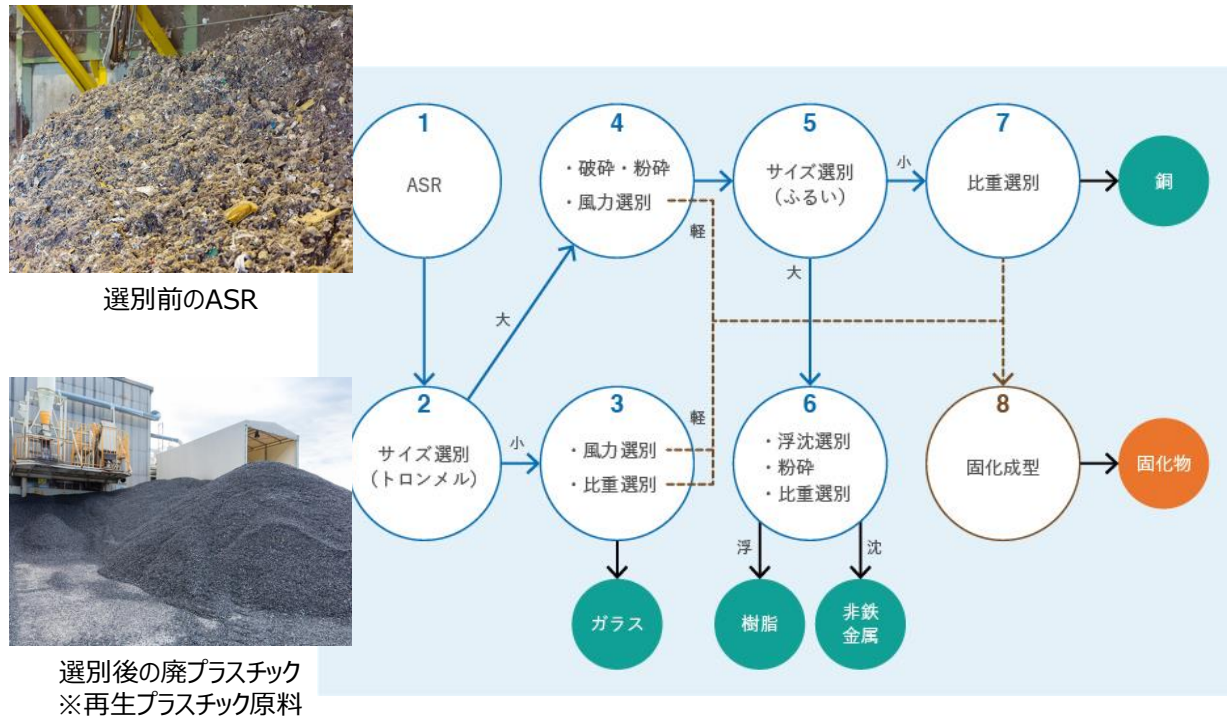 選別前のASR
選別後の廃プラスチック
※再生プラスチック原料
1
ASR
2
サイズ選別
(トロンメル)
小
大
3
・風力選別
・比重選別
軽
ガラス
4
・破砕・粉砕
・風力選別
軽
5
サイズ選別
(ふるい)
小
大
6
・浮沈選別
・粉砕
・比重選別
浮
沈
樹脂
非鉄
金属
7
比重選別
銅
8
固化成型
固化物